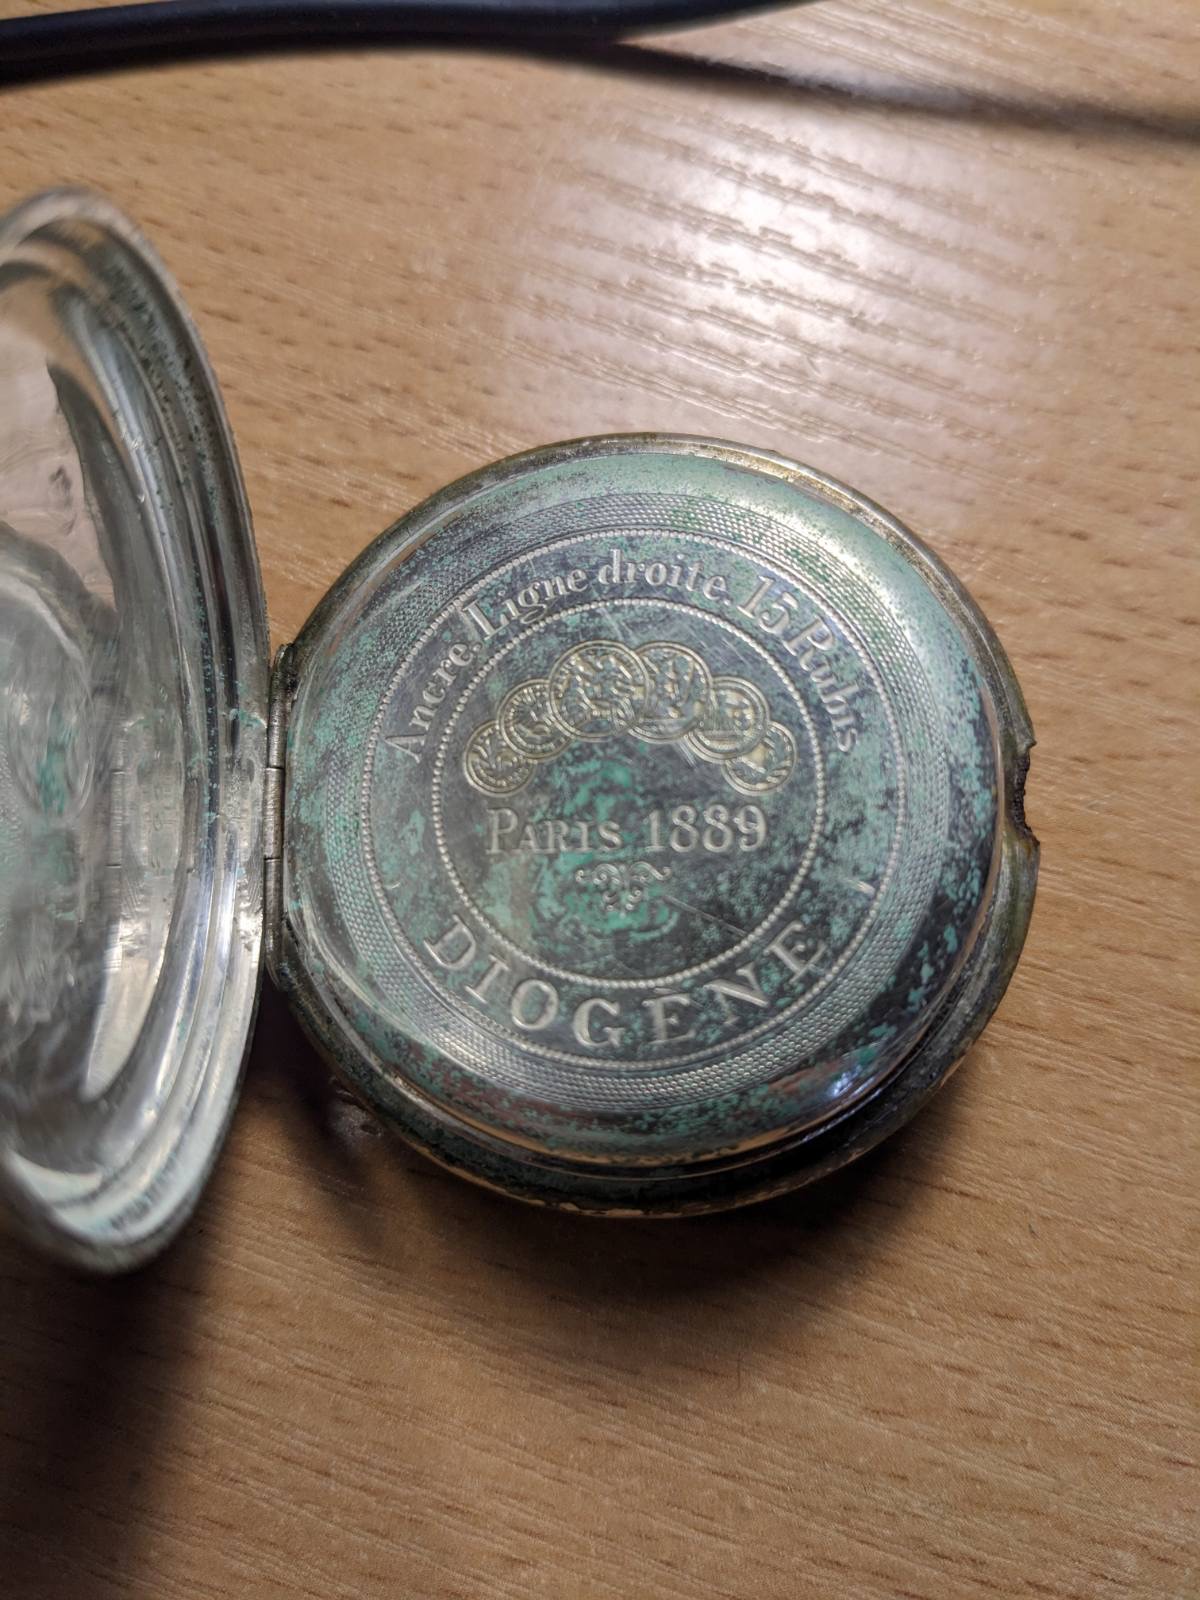 Ancre. Ligne droite. 15 Rubis
PARIS 1889
DIOGÈNE